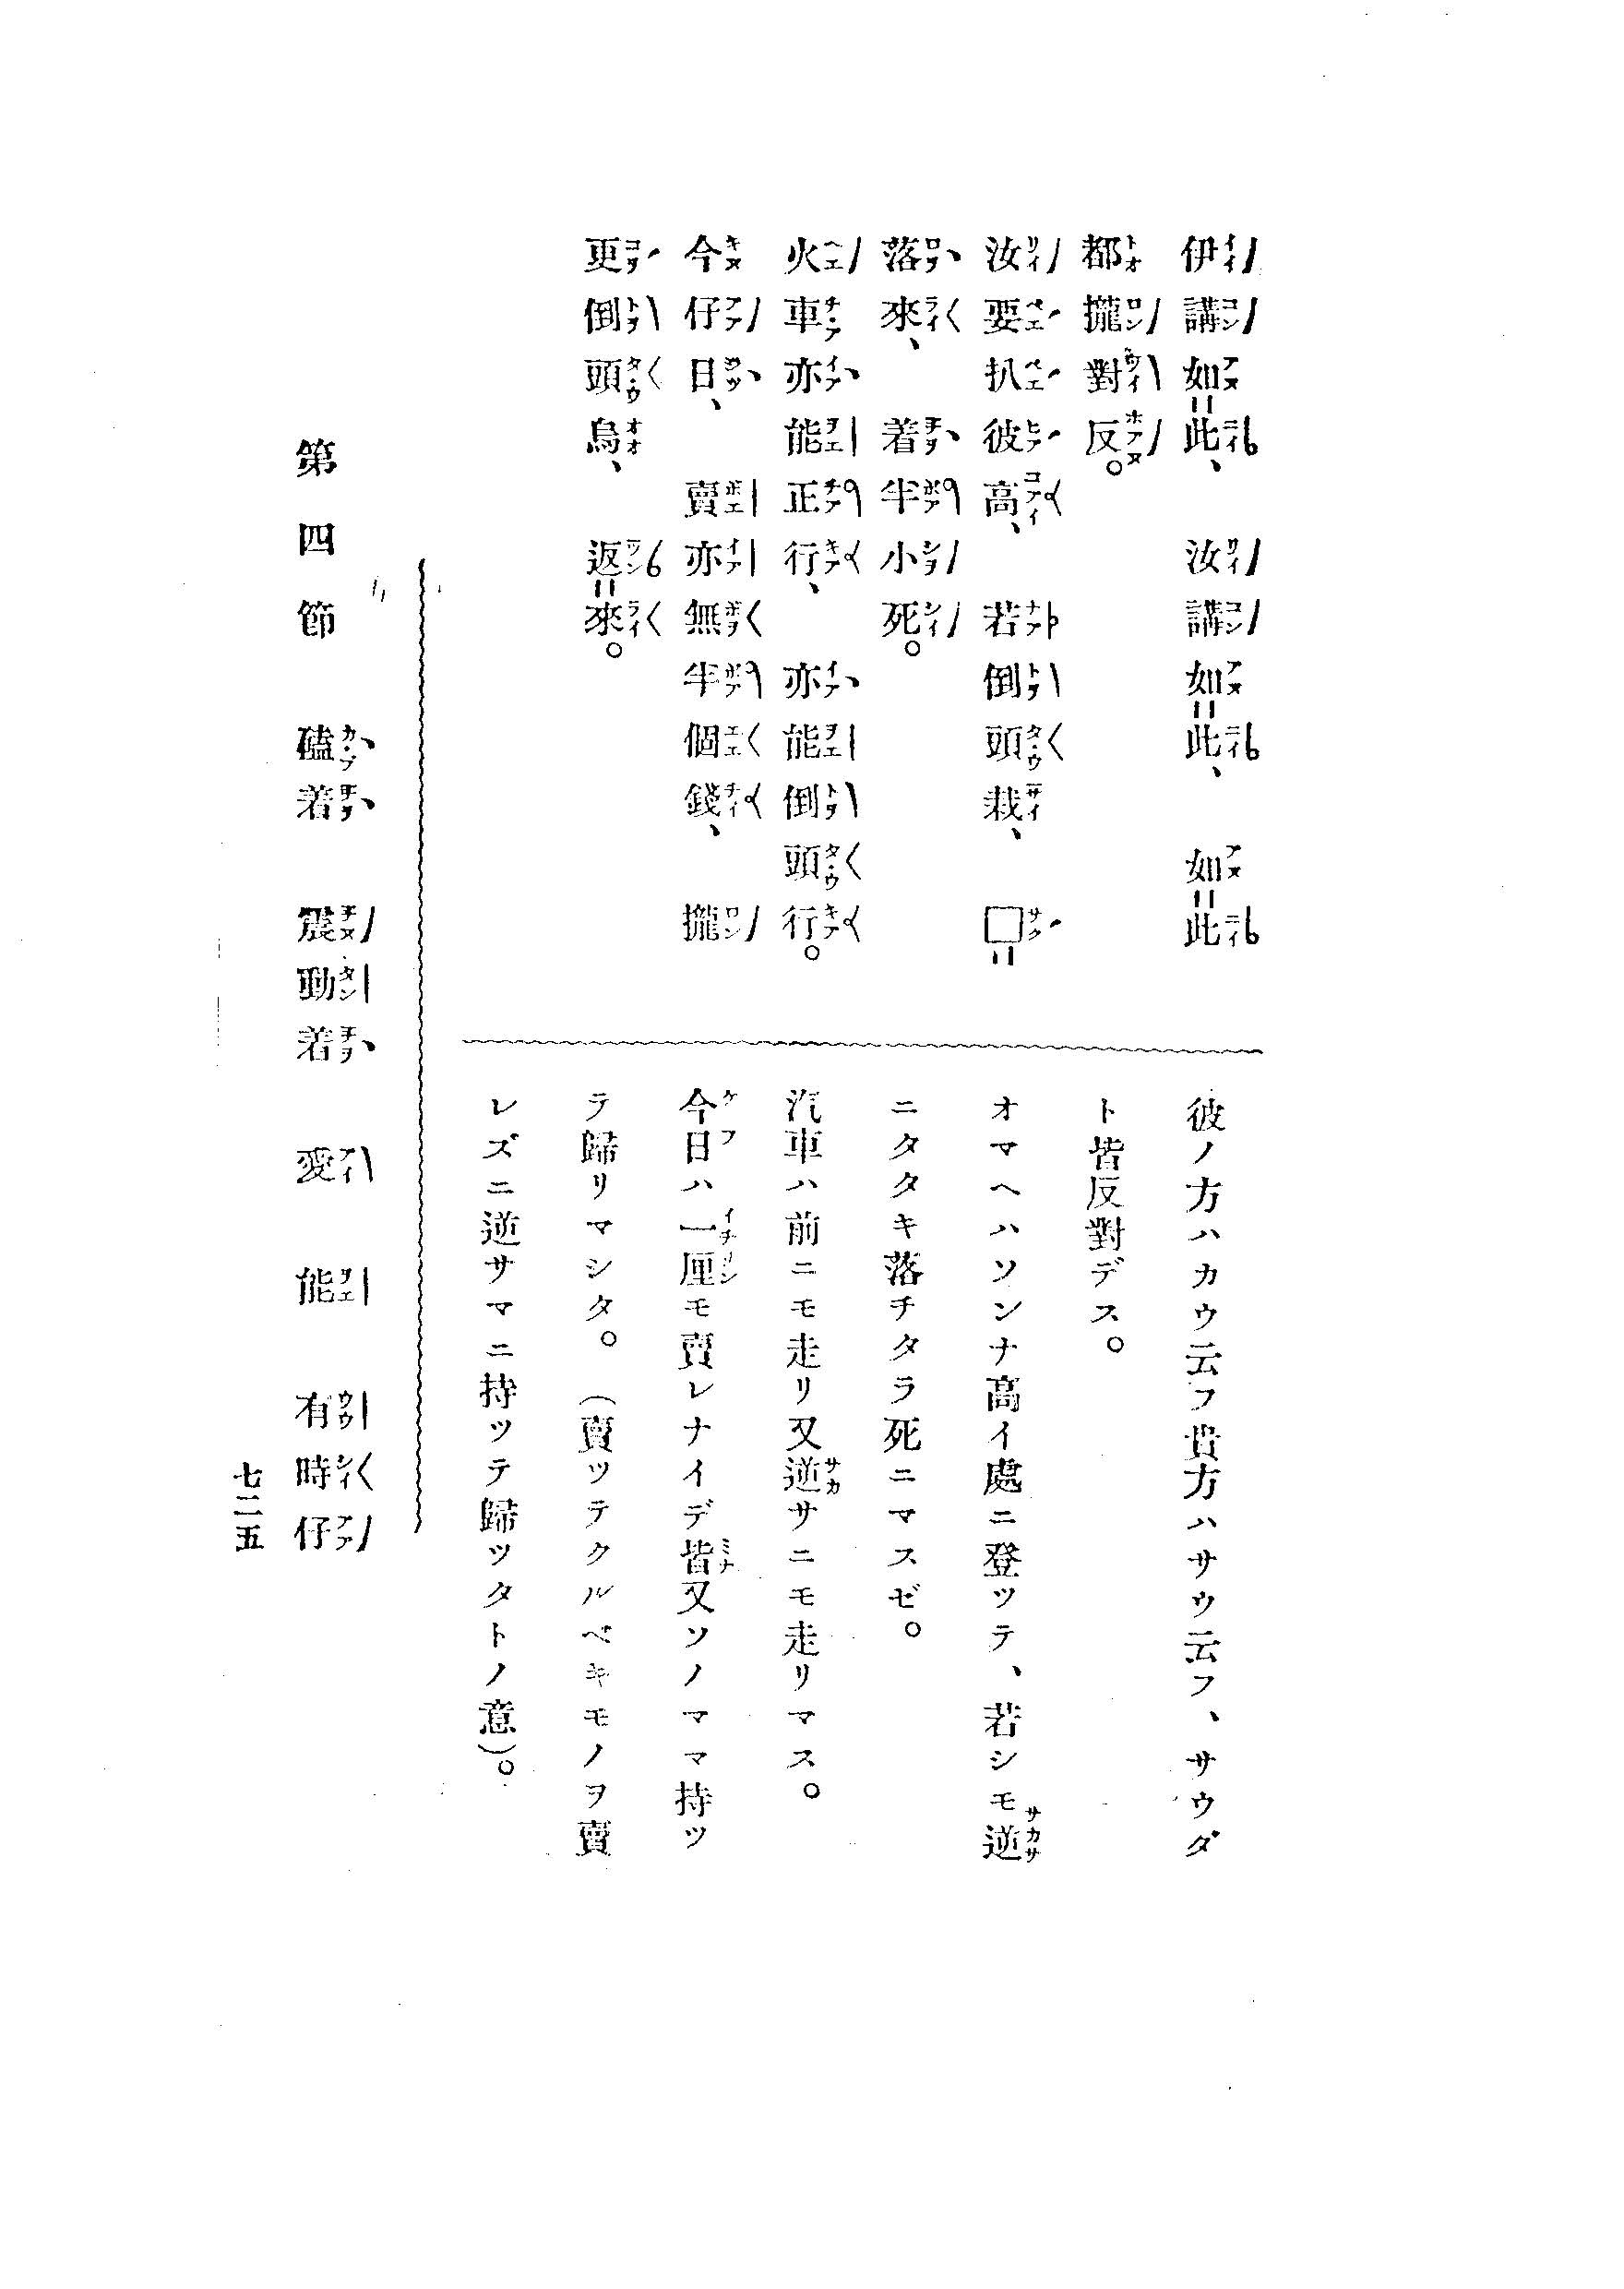 伊講如此、汝講如此、如此
都攏對反。
汝要扒彼高、若倒頭栽、□
落來、着半小死。
火車亦能正行、亦能倒頭行。
今仔日、賣亦無半個錢、攏
更倒頭烏、返來。
彼ノ方ハカウ云フ貴方ハサウ云フ、サウダ
ト皆反對デス。
オマヘハソンナ高イ處ニ登ツテ、若シモ逆
ニタタキ落チタラ死ニマスゼ。
汽車ハ前ニモ走リ又逆サニモ走リマス。
今日ハ一厘モ賣レナイデ皆又ソノママ持ツ
テ歸リマシタ。(賣ツテクルベキモノヲ賣
レズニ逆サマニ持ツテ歸ツタトノ意)。
第四節 磕着 震動着 愛 能 有時仔
七二五